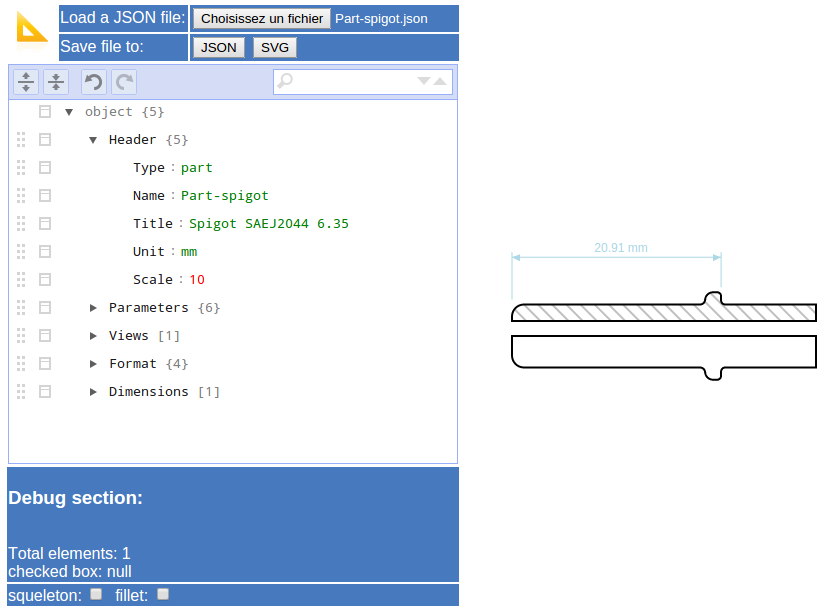 Load a JSON file: Choisissez un fichier Part-spigot.json
Save file to: JSON SVG
object {5}
Header {5}
Type : part
Name : Part-spigot
Title : Spigot SAEJ2044 6.35
Unit : mm
Scale : 10
Parameters {6}
Views [1]
Format {4}
Dimensions [1]
Debug section:
Total elements: 1
checked box: null
squeleton: fillet:
20.91 mm